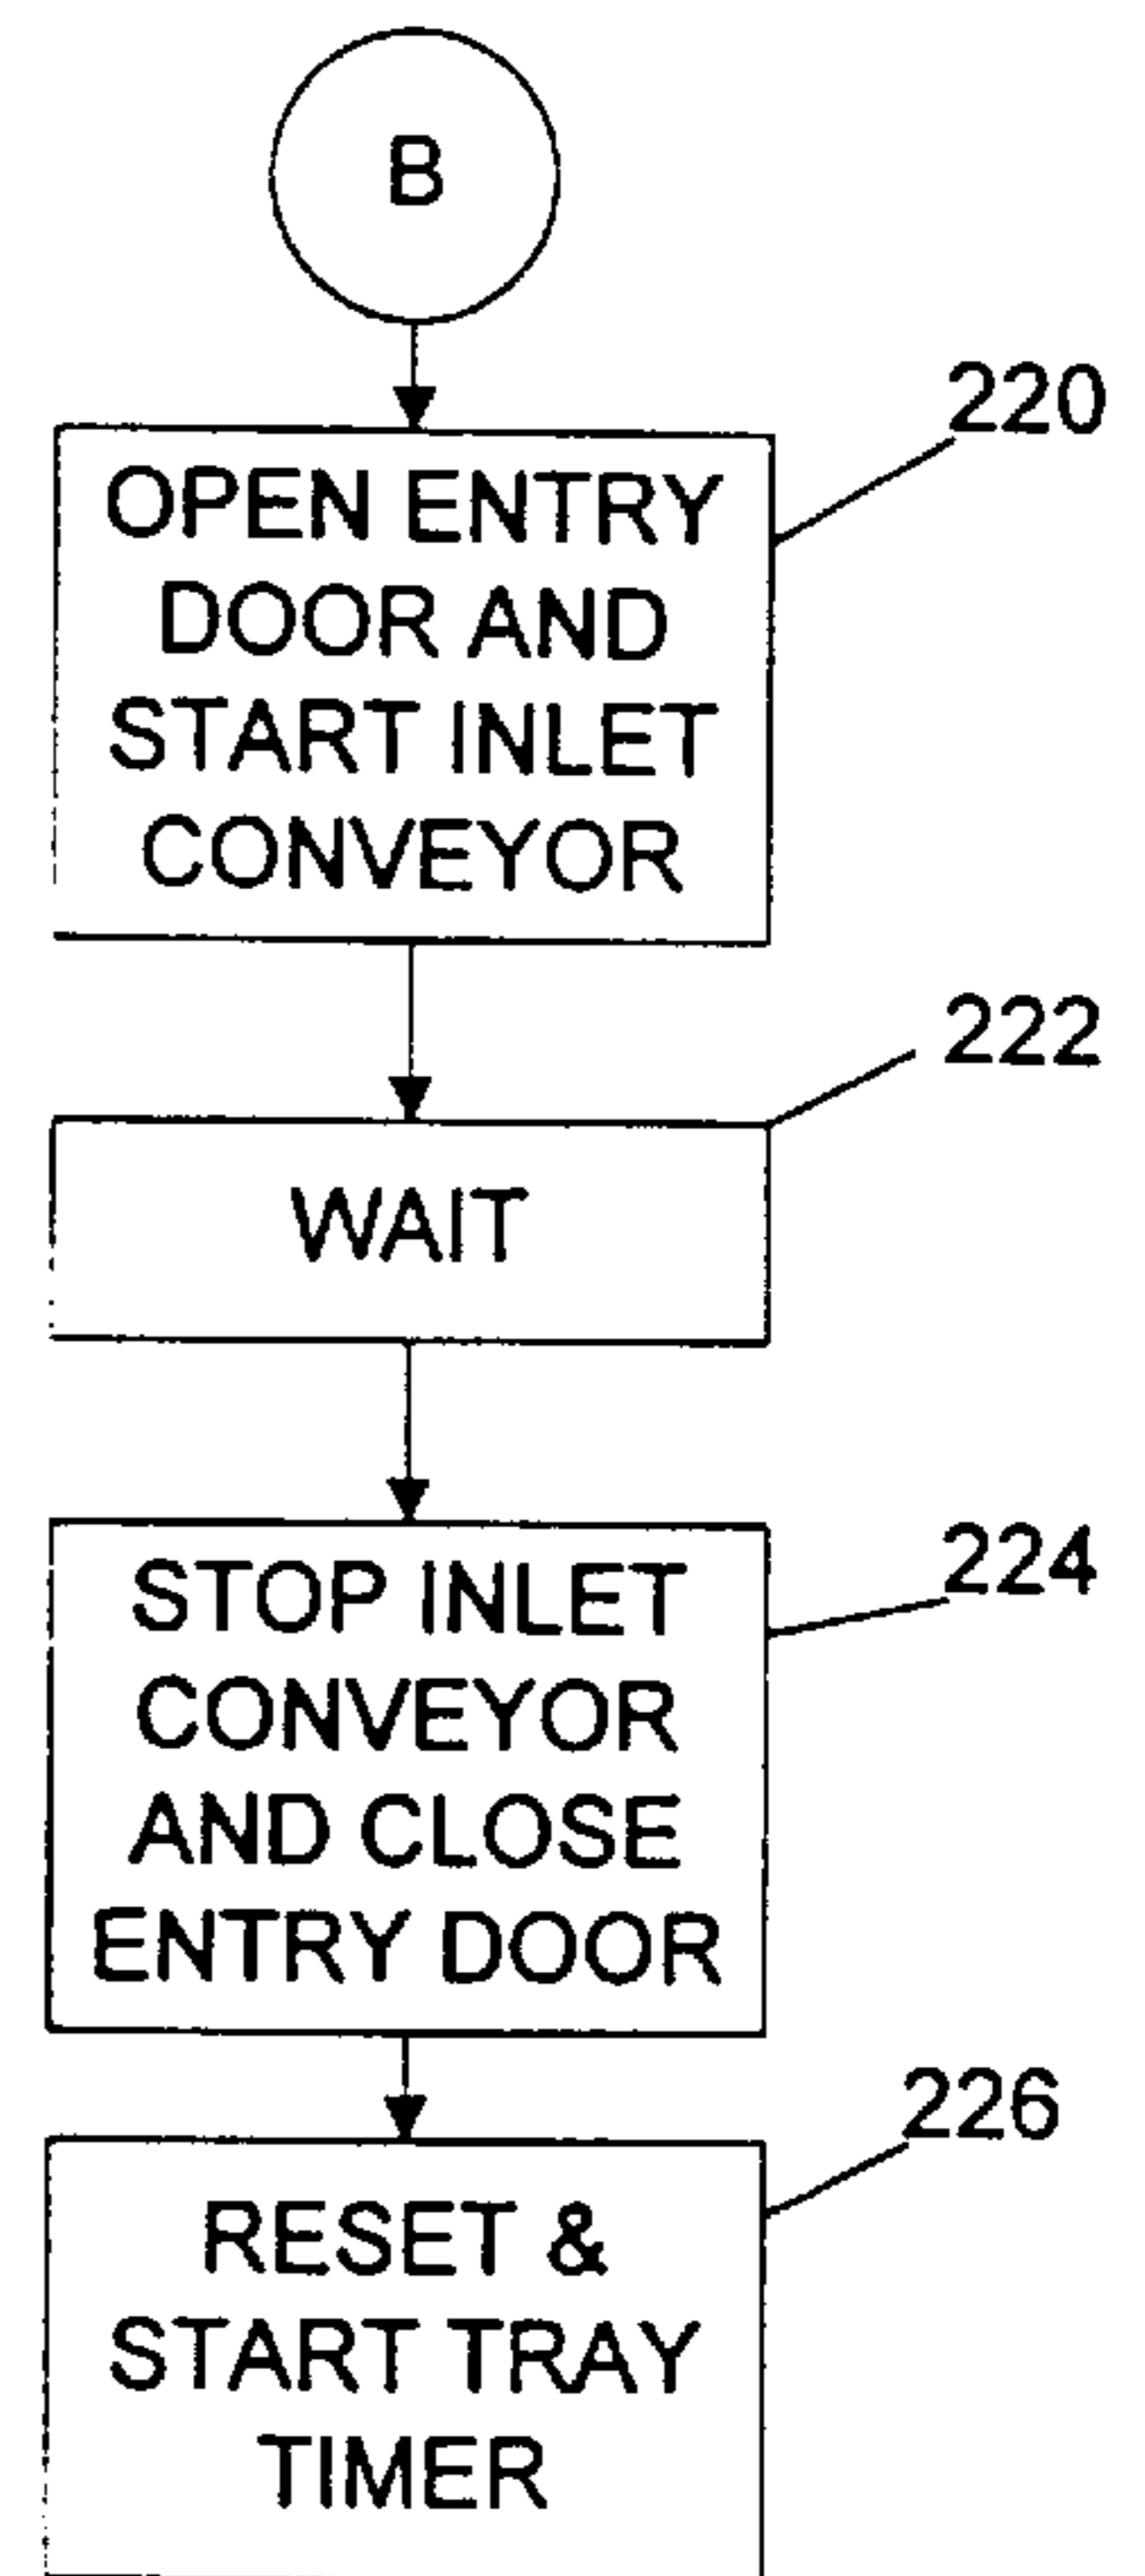 B
220
OPEN ENTRY
DOOR AND
START INLET
CONVEYOR
222
WAIT
224
STOP INLET
CONVEYOR
AND CLOSE
ENTRY DOOR
226
RESET &
START TRAY
TIMER